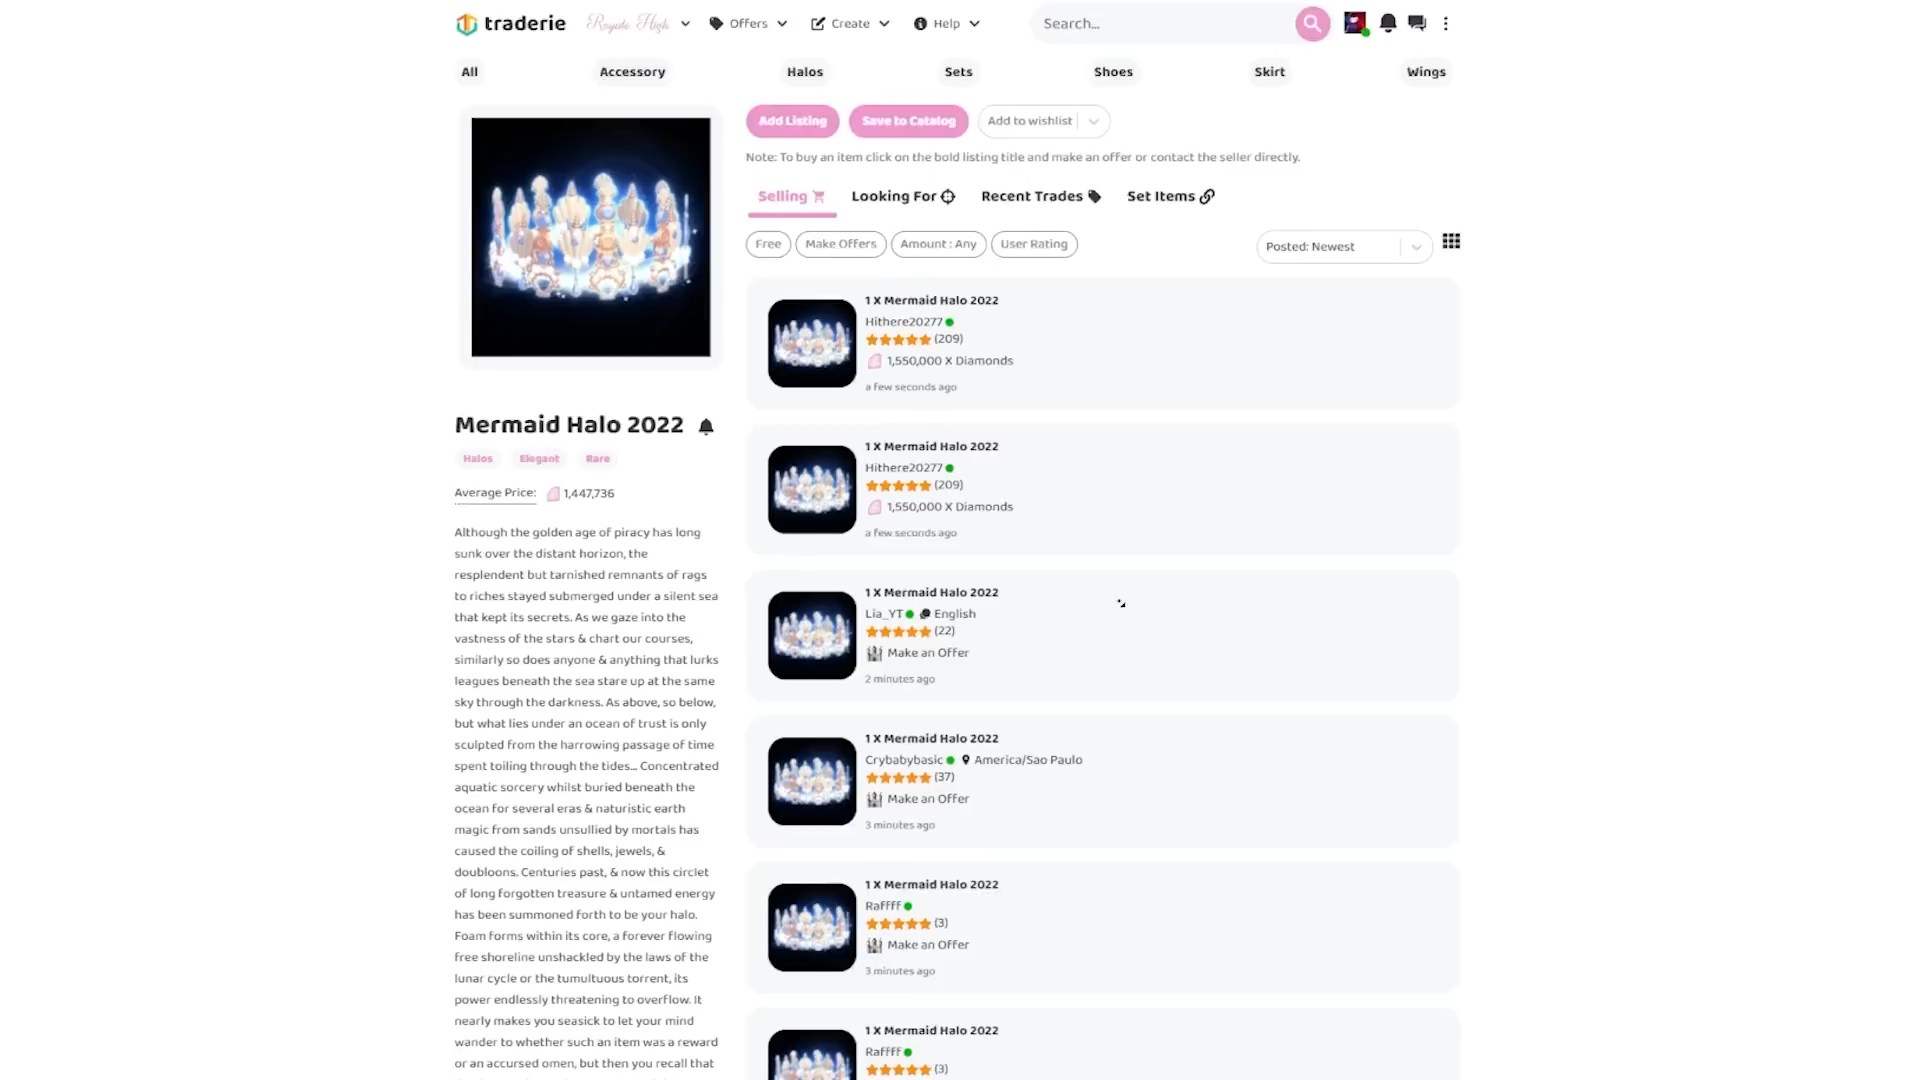 traderie
Royale High
Offers
Create
Help
Search...
All
Accessory
Halos
Sets
Shoes
Skirt
Wings
Add Listing
Save to Catalog
Add to wishlist
Note: To buy an item click on the bold listing title and make an offer or contact the seller directly.
Selling
Looking For
Recent Trades
Set Items
Free
Make Offers
Amount : Any
User Rating
Posted: Newest
Mermaid Halo 2022
Halos
Elegant
Rare
Average Price:
1,447,736
Although the golden age of piracy has long
sunk over the distant horizon, the
resplendent but tarnished remnants of rags
to riches stayed submerged under a silent sea
that kept its secrets. As we gaze into the
vastness of the stars & chart our courses,
similarly so does anyone & anything that lurks
leagues beneath the sea stare up at the same
sky through the darkness. As above, so below,
but what lies under an ocean of trust is only
sculpted from the harrowing passage of time
spent toiling through the tides... Concentrated
aquatic sorcery whilst buried beneath the
ocean for several eras & naturistic earth
magic from sands unsullied by mortals has
caused the coiling of shells, jewels, &
doubloons. Centuries past, & now this circlet
of long forgotten treasure & untamed energy
has been summoned forth to be your halo.
Foam forms within its core, a forever flowing
free shoreline unshackled by the laws of the
lunar cycle or the tumultuous torrent, its
power endlessly threatening to overflow. It
nearly makes you seasick to let your mind
wander to whether such an item was a reward
or an accursed omen, but then you recall that
1 X Mermaid Halo 2022
Hithere20277
(209)
1,550,000 X Diamonds
a few seconds ago
1 X Mermaid Halo 2022
Hithere20277
(209)
1,550,000 X Diamonds
a few seconds ago
1 X Mermaid Halo 2022
Lia_YT English
(22)
Make an Offer
2 minutes ago
1 X Mermaid Halo 2022
Crybabybasic America/Sao Paulo
(37)
Make an Offer
3 minutes ago
1 X Mermaid Halo 2022
Raffff
(3)
Make an Offer
3 minutes ago
1 X Mermaid Halo 2022
Raffff
(3)